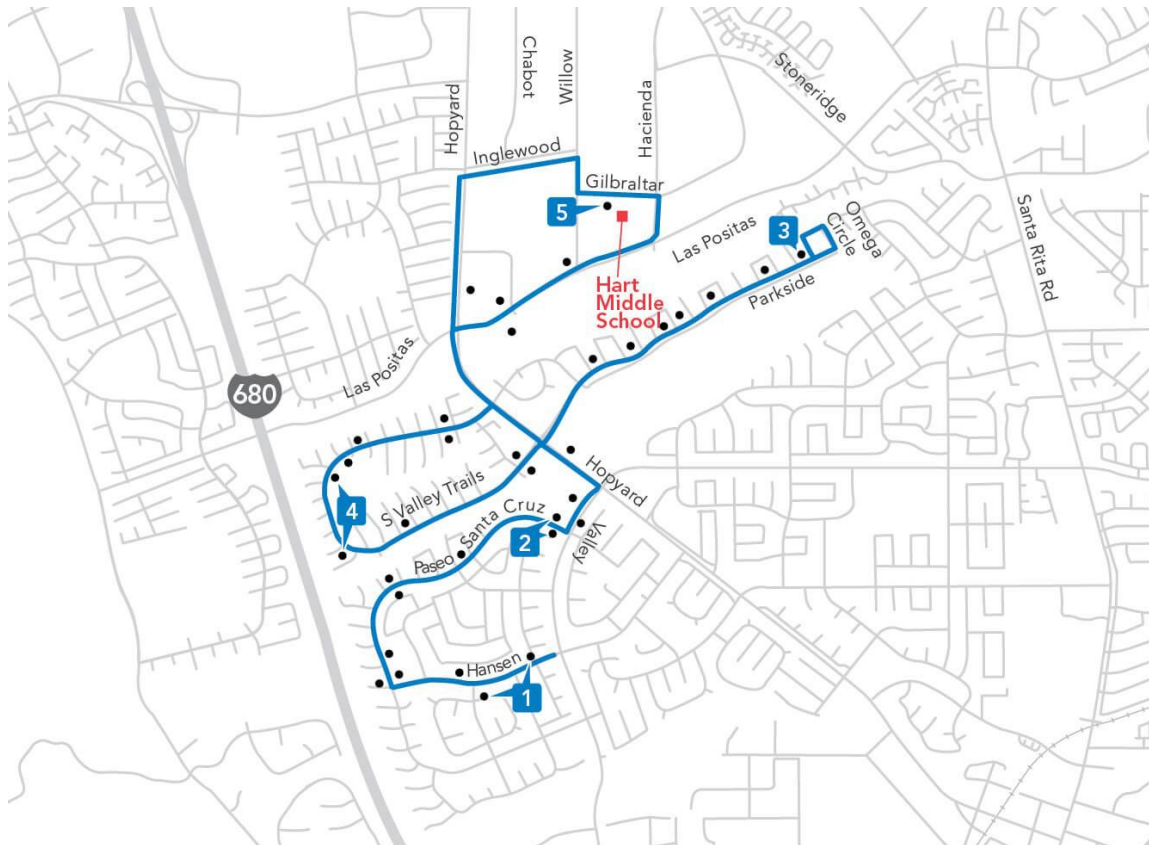 Hopyard
Chabot
Willow
Hacienda
Stoneridge
Inglewood
Gilbraltar
5
Las Positas
3
Omega
Circle
Santa Rita Rd
Hart
Middle
School
Parkside
680
Las Positas
S Valley Trails
4
Hopyard
Paseo Santa Cruz
2
Valley
Hansen
1